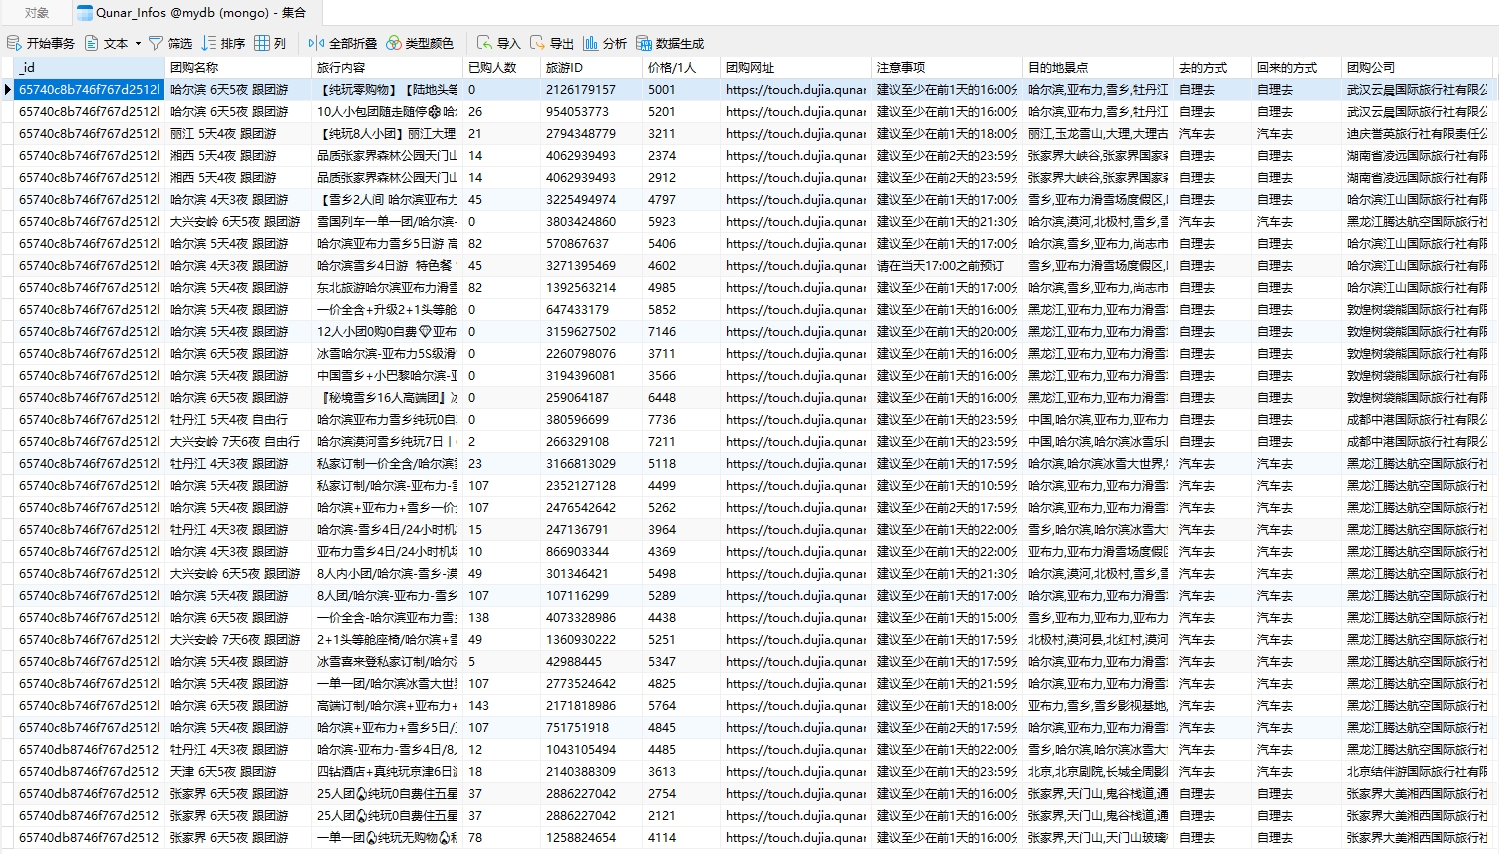 对象 Qunar_Infos @mydb (mongo) - 集合
开始事务 文本 筛选 排序 列 全部折叠 类型颜色 导入 导出 分析 数据生成
_id 团购名称 旅行内容 已购人数 旅游ID 价格/1人 团购网址 注意事项 目的地景点 去的方式 回来的方式 团购公司
65740c8b746f767d2512 哈尔滨 6天5夜 跟团游 【纯玩零购物】【陆地头等 0 2126179157 5001 https://touch.dujia.qunar 建议至少在前1天的16:00分 哈尔滨,亚布力,雪乡,牡丹江 自理去 自理去 武汉云晨国际旅行社有限公
65740c8b746f767d2512 哈尔滨 6天5夜 跟团游 10人小包团随走随停❄哈尔 26 954053773 5201 https://touch.dujia.qunar 建议至少在前1天的16:00分 哈尔滨,亚布力,雪乡,牡丹江 自理去 自理去 武汉云晨国际旅行社有限公
65740c8b746f767d2512 丽江 5天4夜 跟团游 【纯玩8人小团】丽江大理 21 2794348779 3211 https://touch.dujia.qunar 建议至少在前1天的18:00分 丽江,玉龙雪山,大理,大理古 汽车去 汽车去 迪庆誉英旅行社有限责任公
65740c8b746f767d2512 湘西 5天4夜 跟团游 品质张家界森林公园天门山 14 4062939493 2374 https://touch.dujia.qunar 建议至少在前2天的23:59分 张家界大峡谷,张家界国家森 自理去 自理去 湖南省凌远国际旅行社有限
65740c8b746f767d2512 湘西 5天4夜 跟团游 品质张家界森林公园天门山 14 4062939493 2912 https://touch.dujia.qunar 建议至少在前2天的23:59分 张家界大峡谷,张家界国家森 自理去 自理去 湖南省凌远国际旅行社有限
65740c8b746f767d2512 哈尔滨 5天4夜 跟团游 【雪乡2人间 哈尔滨亚布力 45 3225494974 4797 https://touch.dujia.qunar 建议至少在前1天的17:00分 雪乡,亚布力滑雪场度假区, 自理去 自理去 哈尔滨江山国际旅行社有限
65740c8b746f767d2512 大兴安岭 6天5夜 跟团游 雪国列车一单一团/哈尔滨- 0 3803424860 5923 https://touch.dujia.qunar 建议至少在前1天的21:30分 哈尔滨,漠河,北极村,雪乡,雪 汽车去 汽车去 黑龙江腾达航空国际旅行社
65740c8b746f767d2512 哈尔滨 5天4夜 跟团游 哈尔滨亚布力雪乡5日游 高 82 570867637 5406 https://touch.dujia.qunar 建议至少在前1天的17:00分 哈尔滨,雪乡,亚布力,尚志市 自理去 自理去 哈尔滨江山国际旅行社有限
65740c8b746f767d2512 哈尔滨 4天3夜 跟团游 哈尔滨雪乡4日游 特色餐 45 3271395469 4602 https://touch.dujia.qunar 请在当天17:00之前预订 雪乡,亚布力滑雪场度假区, 自理去 自理去 哈尔滨江山国际旅行社有限
65740c8b746f767d2512 哈尔滨 5天4夜 跟团游 东北旅游哈尔滨亚布力滑雪 82 1392563214 4985 https://touch.dujia.qunar 建议至少在前1天的17:00分 哈尔滨,雪乡,亚布力,尚志市 自理去 自理去 哈尔滨江山国际旅行社有限
65740c8b746f767d2512 哈尔滨 5天4夜 跟团游 一价全含+升级2+1头等舱 0 647433179 5852 https://touch.dujia.qunar 建议至少在前1天的16:00分 黑龙江,亚布力,亚布力滑雪 自理去 自理去 敦煌树袋熊国际旅行社有限
65740c8b746f767d2512 哈尔滨 5天4夜 跟团游 12人小团0购0自费💎亚布 0 3159627502 7146 https://touch.dujia.qunar 建议至少在前1天的20:00分 黑龙江,亚布力,亚布力滑雪 自理去 自理去 敦煌树袋熊国际旅行社有限
65740c8b746f767d2512 哈尔滨 6天5夜 跟团游 冰雪哈尔滨-亚布力5S级滑 0 2260798076 3711 https://touch.dujia.qunar 建议至少在前1天的16:00分 黑龙江,亚布力,亚布力滑雪 自理去 自理去 敦煌树袋熊国际旅行社有限
65740c8b746f767d2512 哈尔滨 5天4夜 跟团游 中国雪乡+小巴黎哈尔滨-亚 0 3194396081 3566 https://touch.dujia.qunar 建议至少在前1天的16:00分 黑龙江,亚布力,亚布力滑雪 自理去 自理去 敦煌树袋熊国际旅行社有限
65740c8b746f767d2512 哈尔滨 6天5夜 跟团游 『秘境雪乡16人高端团』冰 0 259064187 6448 https://touch.dujia.qunar 建议至少在前1天的16:00分 黑龙江,亚布力,亚布力滑雪 自理去 自理去 敦煌树袋熊国际旅行社有限
65740c8b746f767d2512 牡丹江 5天4夜 自由行 哈尔滨亚布力雪乡纯玩0自 0 380596699 7736 https://touch.dujia.qunar 建议至少在前1天的23:59分 中国,哈尔滨,亚布力,亚布力 自理去 自理去 成都中港国际旅行社有限公
65740c8b746f767d2512 大兴安岭 7天6夜 自由行 哈尔滨漠河雪乡纯玩7日丨 2 266329108 7211 https://touch.dujia.qunar 建议至少在前1天的23:59分 中国,哈尔滨,哈尔滨冰雪乐 自理去 自理去 成都中港国际旅行社有限公
65740c8b746f767d2512 牡丹江 4天3夜 跟团游 私家订制一价全含/哈尔滨 23 3166813029 5118 https://touch.dujia.qunar 建议至少在前1天的17:59分 哈尔滨,哈尔滨冰雪大世界, 汽车去 汽车去 黑龙江腾达航空国际旅行社
65740c8b746f767d2512 哈尔滨 5天4夜 跟团游 私家订制/哈尔滨-亚布力-雪 107 2352127128 4499 https://touch.dujia.qunar 建议至少在前1天的10:59分 哈尔滨,亚布力,亚布力滑雪 汽车去 汽车去 黑龙江腾达航空国际旅行社
65740c8b746f767d2512 哈尔滨 5天4夜 跟团游 哈尔滨+亚布力+雪乡一价 107 2476542642 5262 https://touch.dujia.qunar 建议至少在前2天的17:59分 哈尔滨,亚布力,亚布力滑雪 汽车去 汽车去 黑龙江腾达航空国际旅行社
65740c8b746f767d2512 牡丹江 4天3夜 跟团游 哈尔滨-雪乡4日/24小时机 15 247136791 3964 https://touch.dujia.qunar 建议至少在前1天的22:00分 雪乡,哈尔滨,哈尔滨冰雪大 汽车去 汽车去 黑龙江腾达航空国际旅行社
65740c8b746f767d2512 哈尔滨 4天3夜 跟团游 亚布力雪乡4日/24小时机场 10 866903344 4369 https://touch.dujia.qunar 建议至少在前1天的22:00分 亚布力,亚布力滑雪场度假区 汽车去 汽车去 黑龙江腾达航空国际旅行社
65740c8b746f767d2512 大兴安岭 6天5夜 跟团游 8人内小团/哈尔滨-雪乡-漠 49 301346421 5498 https://touch.dujia.qunar 建议至少在前1天的21:30分 哈尔滨,漠河,北极村,雪乡,雪 汽车去 汽车去 黑龙江腾达航空国际旅行社
65740c8b746f767d2512 哈尔滨 5天4夜 跟团游 8人团/哈尔滨-亚布力-雪乡 107 107116299 5289 https://touch.dujia.qunar 建议至少在前1天的17:00分 哈尔滨,亚布力,亚布力滑雪 汽车去 汽车去 黑龙江腾达航空国际旅行社
65740c8b746f767d2512 哈尔滨 6天5夜 跟团游 一价全含-哈尔滨亚布力雪 138 4073328986 4438 https://touch.dujia.qunar 建议至少在前1天的15:00分 雪乡,亚布力,亚布力,亚布力 汽车去 汽车去 黑龙江腾达航空国际旅行社
65740c8b746f767d2512 大兴安岭 7天6夜 跟团游 2+1头等舱座椅/哈尔滨+雪 49 1360930222 5251 https://touch.dujia.qunar 建议至少在前1天的17:59分 北极村,漠河县,北红村,漠河 汽车去 汽车去 黑龙江腾达航空国际旅行社
65740c8b746f767d2512 哈尔滨 5天4夜 跟团游 冰雪喜来登私家订制/哈尔 5 42988445 5347 https://touch.dujia.qunar 建议至少在前1天的17:59分 哈尔滨,亚布力,亚布力滑雪 汽车去 汽车去 黑龙江腾达航空国际旅行社
65740c8b746f767d2512 哈尔滨 5天4夜 跟团游 一单一团/哈尔滨冰雪大世 107 2773524642 4825 https://touch.dujia.qunar 建议至少在前1天的21:59分 哈尔滨,亚布力,亚布力滑雪 汽车去 汽车去 黑龙江腾达航空国际旅行社
65740c8b746f767d2512 哈尔滨 6天5夜 跟团游 高端订制/哈尔滨+亚布力+ 143 2171818986 5764 https://touch.dujia.qunar 建议至少在前1天的18:00分 亚布力,雪乡,雪乡影视基地, 汽车去 汽车去 黑龙江腾达航空国际旅行社
65740c8b746f767d2512 哈尔滨 5天4夜 跟团游 哈尔滨+亚布力+雪乡5日/ 107 751751918 4845 https://touch.dujia.qunar 建议至少在前2天的17:59分 哈尔滨,亚布力,亚布力滑雪 汽车去 汽车去 黑龙江腾达航空国际旅行社
65740db8746f767d2512 牡丹江 4天3夜 跟团游 哈尔滨-亚布力-雪乡4日/8人 12 1043105494 4485 https://touch.dujia.qunar 建议至少在前1天的22:00分 雪乡,哈尔滨,哈尔滨冰雪大 汽车去 汽车去 黑龙江腾达航空国际旅行社
65740db8746f767d2512 天津 6天5夜 跟团游 四钻酒店+真纯玩京津6日游 18 2140388309 3613 https://touch.dujia.qunar 建议至少在前1天的23:59分 北京,北京剧院,长城全周影 汽车去 汽车去 北京结伴游国际旅行社有限
65740db8746f767d2512 张家界 6天5夜 跟团游 25人团纯玩0自费住五星 37 2886227042 2754 https://touch.dujia.qunar 建议至少在前1天的16:00分 张家界,天门山,鬼谷栈道,通 自理去 自理去 张家界大美湘西国际旅行社
65740db8746f767d2512 张家界 6天5夜 跟团游 25人团纯玩0自费住五星 37 2886227042 2121 https://touch.dujia.qunar 建议至少在前1天的16:00分 张家界,天门山,鬼谷栈道,通 自理去 自理去 张家界大美湘西国际旅行社
65740db8746f767d2512 张家界 6天5夜 跟团游 一单一团纯玩无购物 78 1258824654 4114 https://touch.dujia.qunar 建议至少在前1天的16:00分 张家界,天门山,天门山玻璃 自理去 自理去 张家界大美湘西国际旅行社